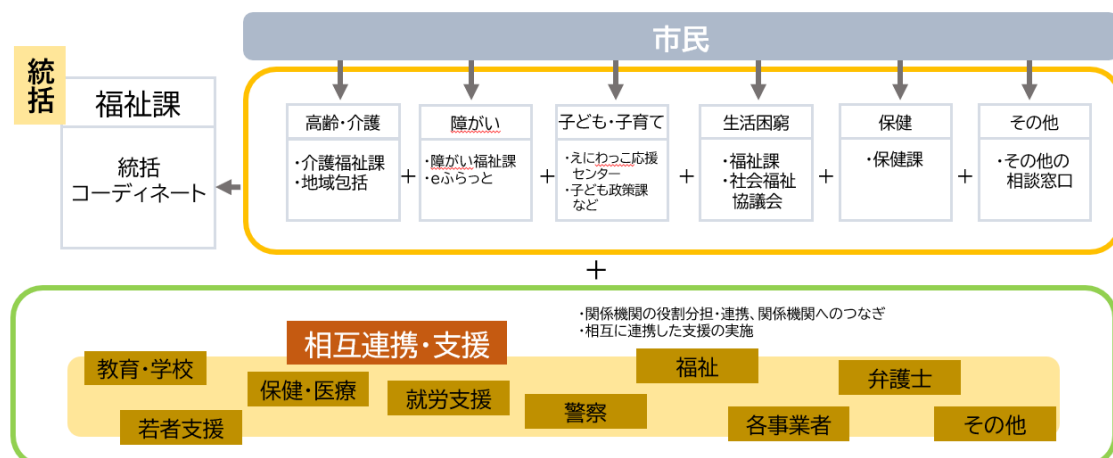 市民
統括
福祉課
統括
コーディネート
高齢・介護
・介護福祉課
・地域包括
+
障がい
・障がい福祉課
・eふらっと
+
子ども・子育て
・えにわっこ応援
センター
・子ども政策課
など
+
生活困窮
・福祉課
・社会福祉
協議会
+
保健
・保健課
+
その他
・その他の
相談窓口
+
・関係機関の役割分担・連携、関係機関へのつなぎ
・相互に連携した支援の実施
相互連携・支援
教育・学校
保健・医療
就労支援
福祉
弁護士
若者支援
警察
各事業者
その他